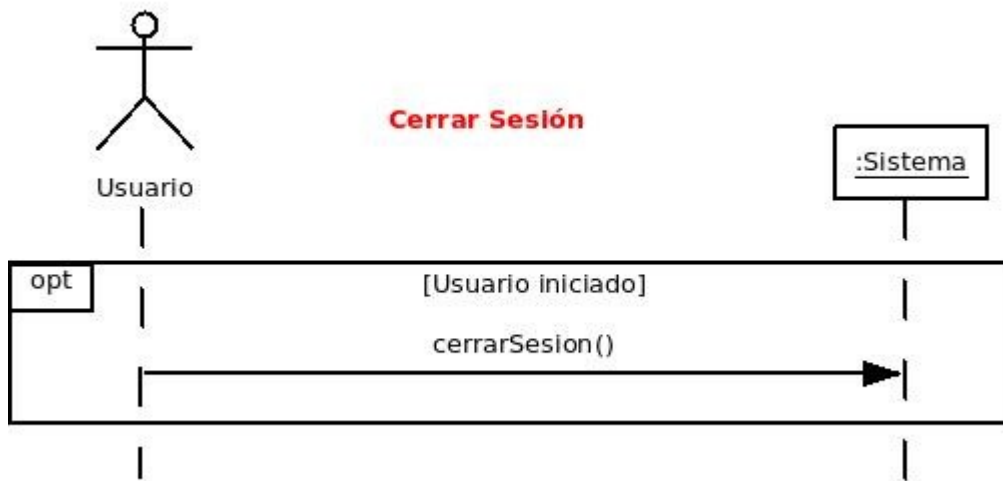 Cerrar Sesión
:Sistema
Usuario
opt
[Usuario iniciado]
cerrarSesion()